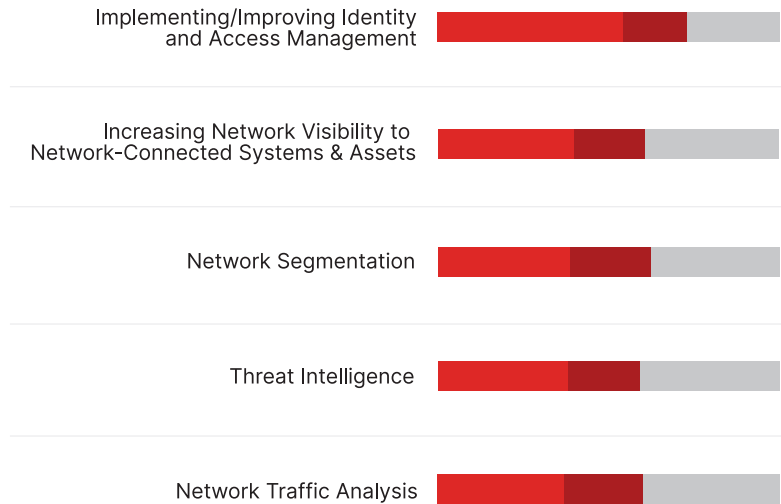 Implementing/Improving Identity
and Access Management
Increasing Network Visibility to
Network-Connected Systems & Assets
Network Segmentation
Threat Intelligence
Network Traffic Analysis